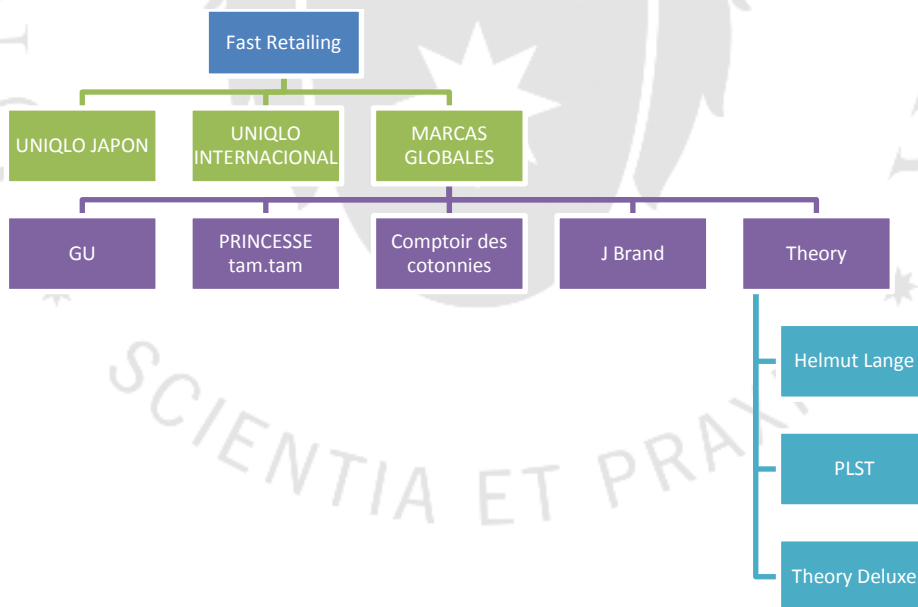 Fast Retailing
UNIQLO JAPON
UNIQLO
INTERNACIONAL
MARCAS
GLOBALES
GU
PRINCESSE
tam.tam
Comptoir des
cotonnies
J Brand
Theory
Helmut Lange
PLST
Theory Deluxe
SCIENTIA ET PRAX